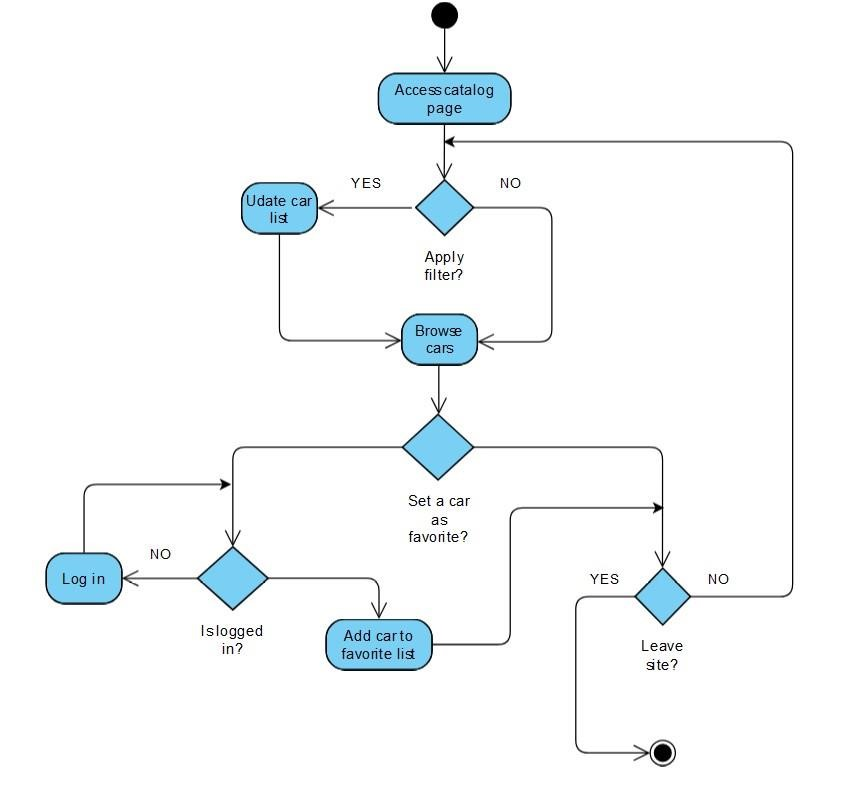 Access catalog
page
YES
NO
Udate car
list
Apply
filter?
Browse
cars
Set a car
as
favorite?
NO
Log in
Is logged
in?
Add car to
favorite list
YES
NO
Leave
site?